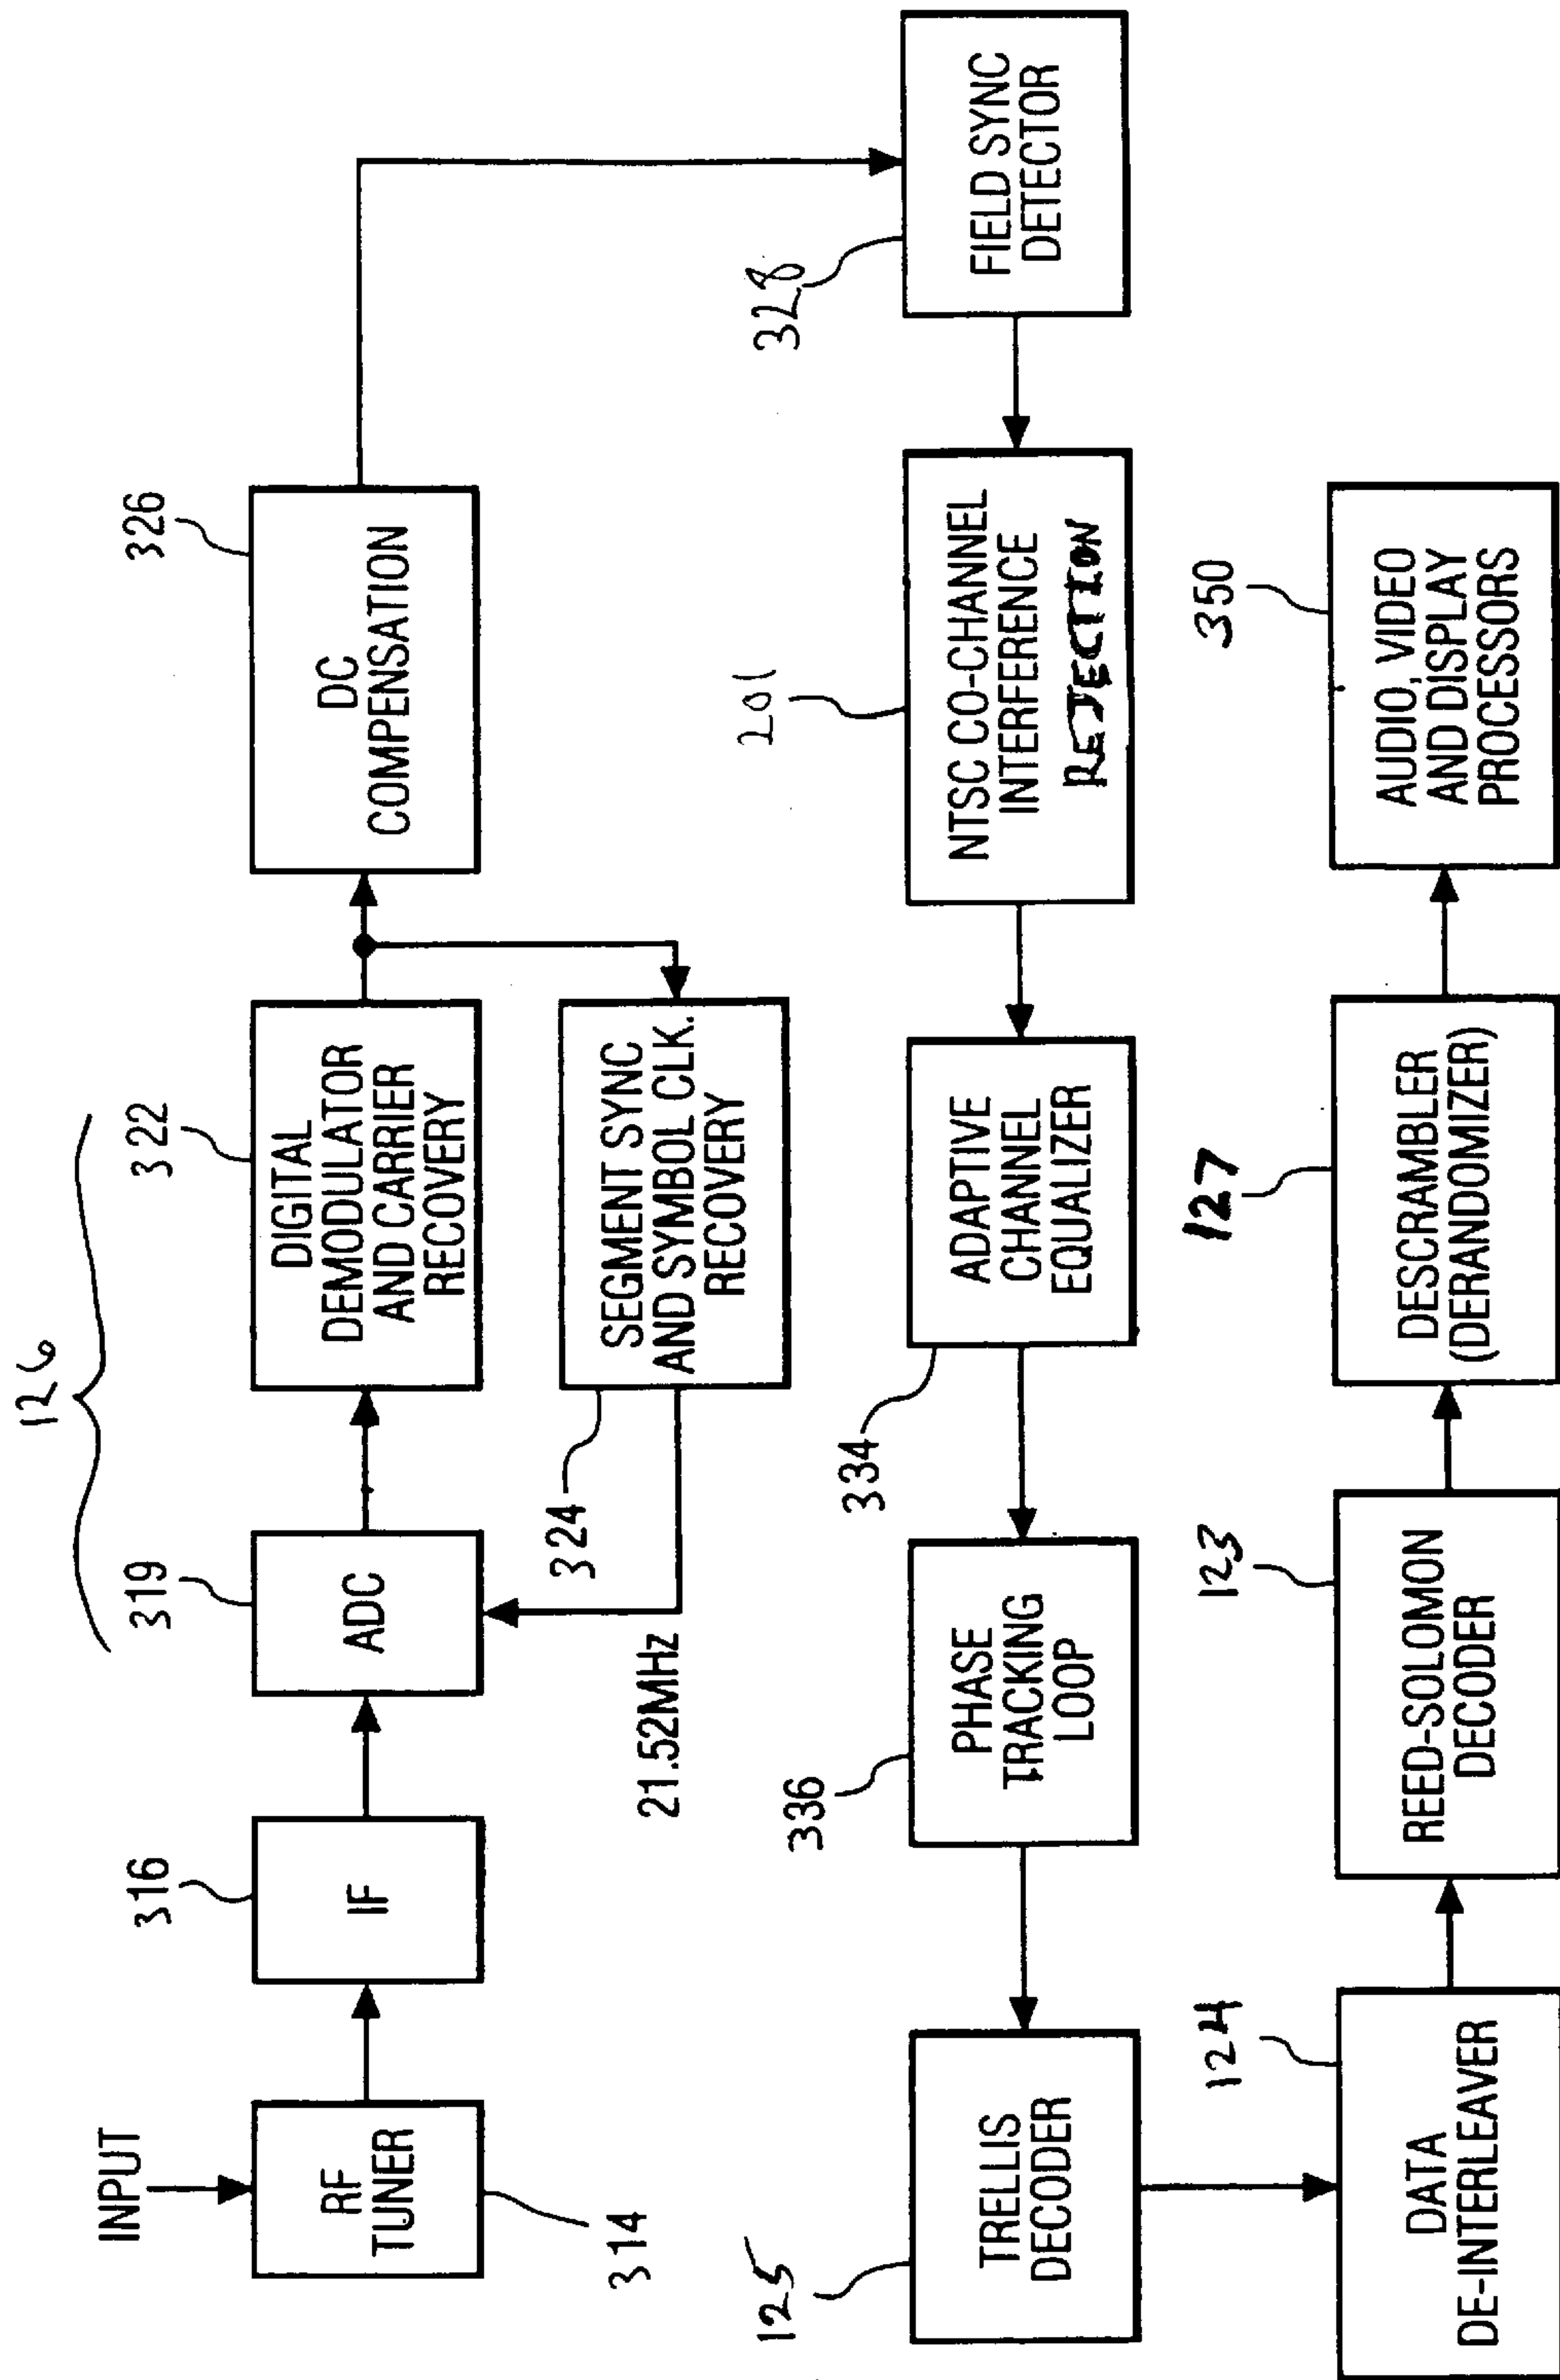 126
INPUT
314
RF
TUNER
316
IF
319
ADC
322
DIGITAL
DEMODULATOR
AND CARRIER
RECOVERY
326
DC
COMPENSATION
21.52MHz
324
SEGMENT SYNC
AND SYMBOL CLK.
RECOVERY
328
FIELD SYNC
DETECTOR
201
NTSC CO-CHANNEL
INTERFERENCE
REJECTION
334
ADAPTIVE
CHANNEL
EQUALIZER
336
PHASE
TRACKING
LOOP
125
TRELLIS
DECODER
124
DATA
DE-INTERLEAVER
123
REED-SOLOMON
DECODER
127
DESCRAMBLER
(DERANDOMIZER)
350
AUDIO, VIDEO
AND DISPLAY
PROCESSORS